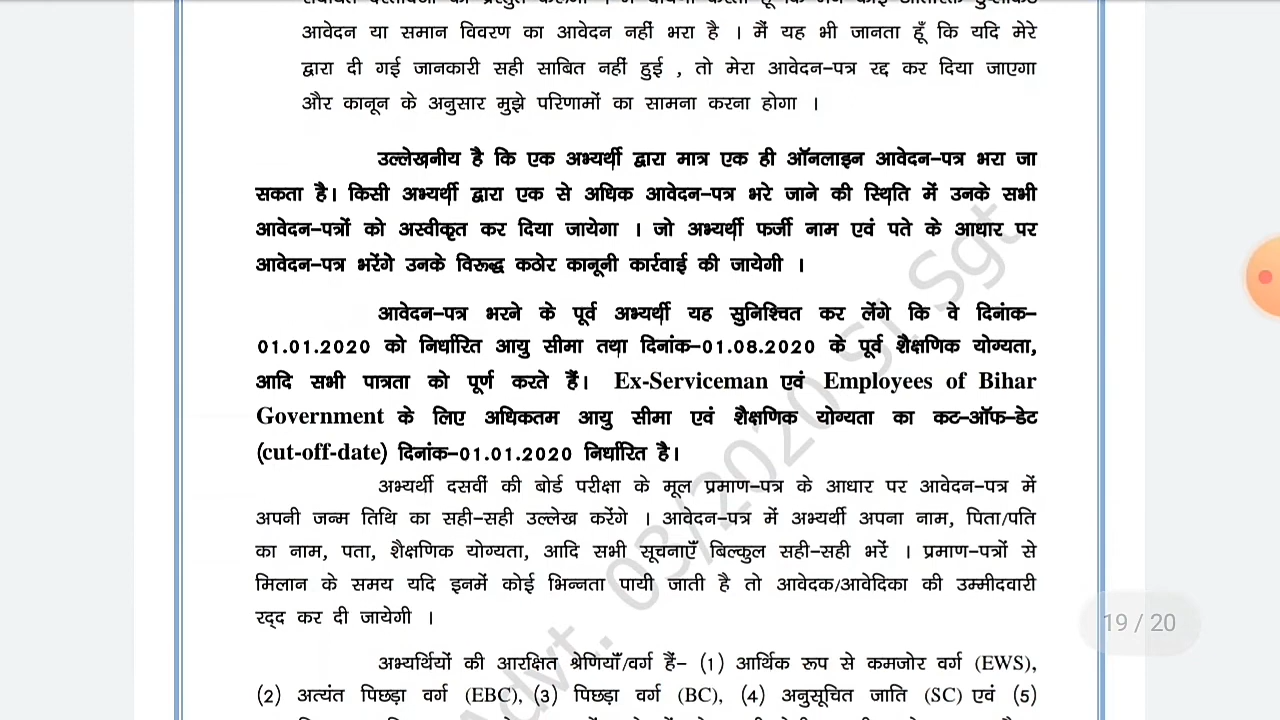 आवेदन या समान विवरण का आवेदन नहीं भरा है । मैं यह भी जानता हूँ कि यदि मेरे
द्वारा दी गई जानकारी सही साबित नहीं हुई , तो मेरा आवेदन–पत्र रद्द कर दिया जाएगा
और कानून के अनुसार मुझे परिणामों का सामना करना होगा ।
उल्लेखनीय है कि एक अभ्यर्थी द्वारा मात्र एक ही ऑनलाइन आवेदन–पत्र भरा जा
सकता है। किसी अभ्यर्थी द्वारा एक से अधिक आवेदन–पत्र भरे जाने की स्थिति में उनके सभी
आवेदन–पत्रों को अस्वीकृत कर दिया जायेगा । जो अभ्यर्थी फर्जी नाम एवं पते के आधार पर
आवेदन–पत्र भरेंगे उनके विरूद्ध कठोर कानूनी कार्रवाई की जायेगी ।
आवेदन–पत्र भरने के पूर्व अभ्यर्थी यह सुनिश्चित कर लेंगे कि वे दिनांक–
01.01.2020 को निर्धारित आयु सीमा तथा दिनांक–01.08.2020 के पूर्व शैक्षणिक योग्यता,
आदि सभी पात्रता को पूर्ण करते हैं। Ex-Serviceman एवं Employees of Bihar
Government के लिए अधिकतम आयु सीमा एवं शैक्षणिक योग्यता का कट–ऑफ–डेट
(cut-off-date) दिनांक–01.01.2020 निर्धारित है।
अभ्यर्थी दसवीं की बोर्ड परीक्षा के मूल प्रमाण–पत्र के आधार पर आवेदन–पत्र में
अपनी जन्म तिथि का सही–सही उल्लेख करेंगे । आवेदन–पत्र में अभ्यर्थी अपना नाम, पिता/पति
का नाम, पता, शैक्षणिक योग्यता, आदि सभी सूचनाएँ बिल्कुल सही–सही भरें । प्रमाण–पत्रों से
मिलान के समय यदि इनमें कोई भिन्नता पायी जाती है तो आवेदक/आवेदिका की उम्मीदवारी
रद्द कर दी जायेगी ।
19 / 20
अभ्यर्थियों की आरक्षित श्रेणियाँ/वर्ग हैं– (1) आर्थिक रूप से कमजोर वर्ग (EWS),
(2) अत्यंत पिछड़ा वर्ग (EBC), (3) पिछड़ा वर्ग (BC), (4) अनुसूचित जाति (SC) एवं (5)
Advt. 03/2020 SI Sgt